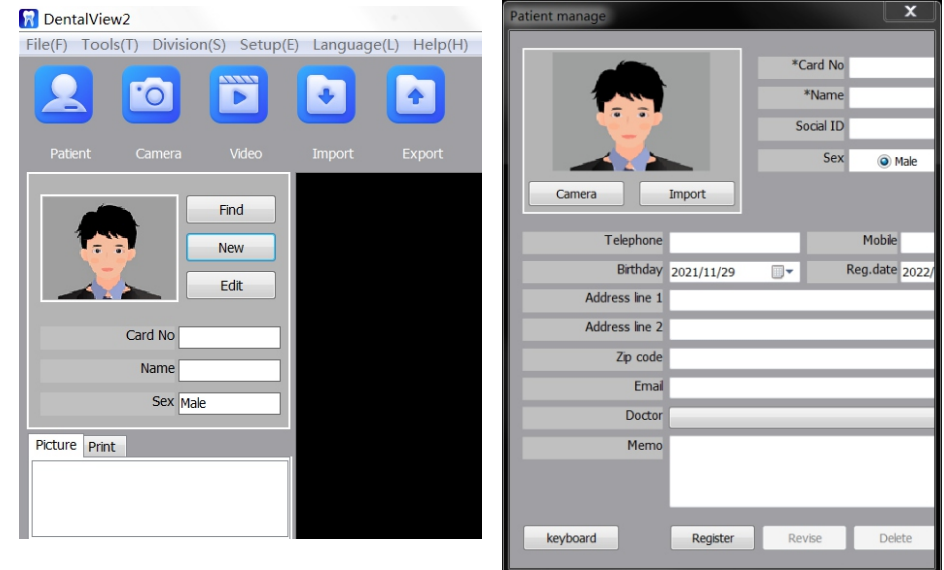 DentalView2
File(F) Tools(T) Division(S) Setup(E) Language(L) Help(H)
Patient Camera Video Import Export
Find
New
Edit
Card No
Name
Sex Male
Picture Print
Patient manage X
*Card No
*Name
Social ID
Sex Male
Camera Import
Telephone Mobile
Birthday 2021/11/29 Reg.date 2022/
Address line 1
Address line 2
Zip code
Email
Doctor
Memo
keyboard Register Revise Delete